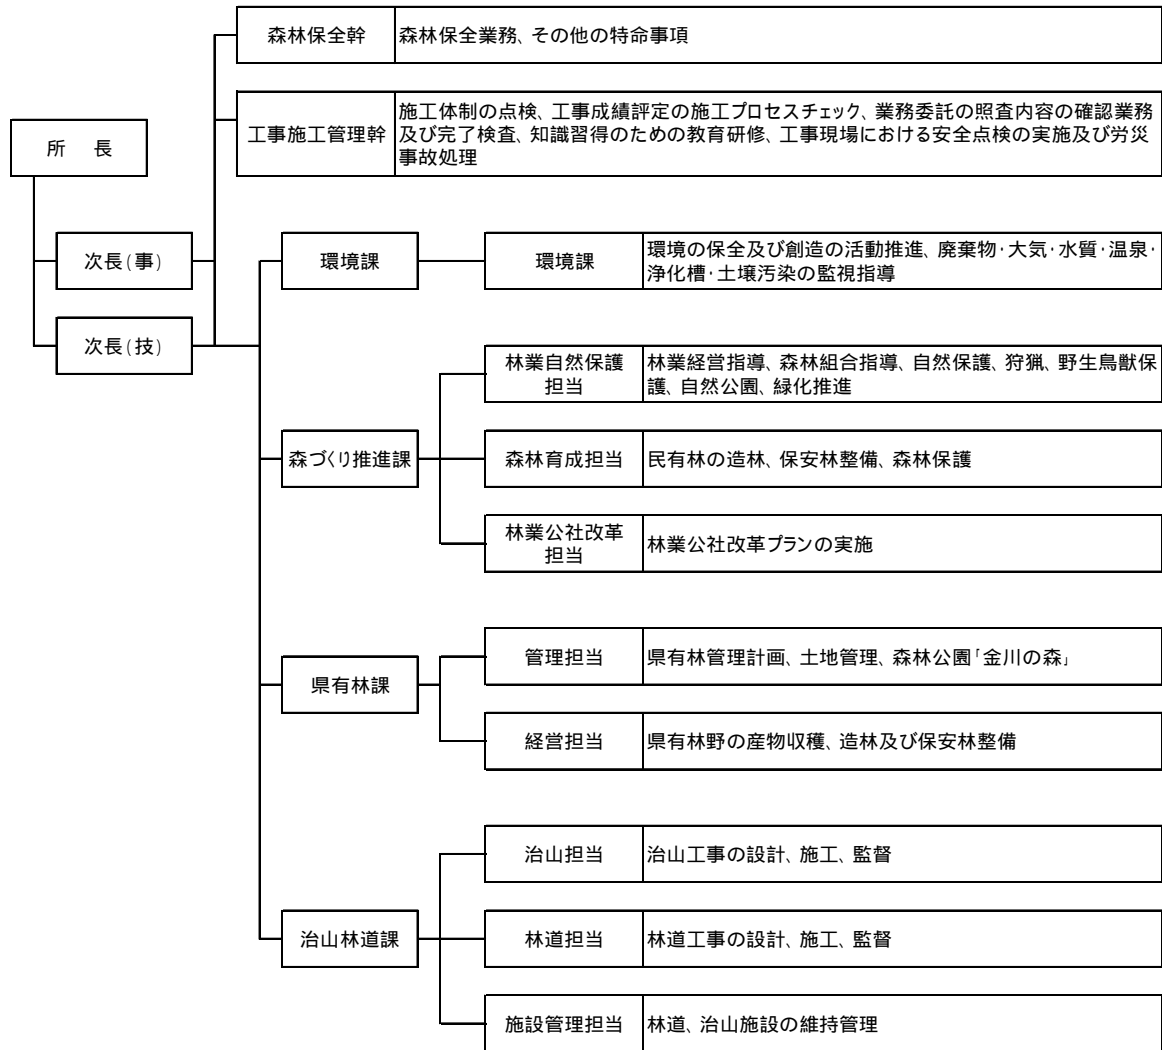 森林保全幹
森林保全業務、その他の特命事項
所 長
工事施工管理幹
施工体制の点検、工事成績評定の施工プロセスチェック、業務委託の照査内容の確認業務
及び完了検査、知識習得のための教育研修、工事現場における安全点検の実施及び労災
事故処理
次長(事)
次長(技)
環境課
環境課
環境の保全及び創造の活動推進、廃棄物・大気・水質・温泉・
浄化槽・土壌汚染の監視指導
森づくり推進課
林業自然保護
担当
林業経営指導、森林組合指導、自然保護、狩猟、野生鳥獣保
護、自然公園、緑化推進
森林育成担当
民有林の造林、保安林整備、森林保護
林業公社改革
担当
林業公社改革プランの実施
県有林課
管理担当
県有林管理計画、土地管理、森林公園「金川の森」
経営担当
県有林野の産物収穫、造林及び保安林整備
治山林道課
治山担当
治山工事の設計、施工、監督
林道担当
林道工事の設計、施工、監督
施設管理担当
林道、治山施設の維持管理